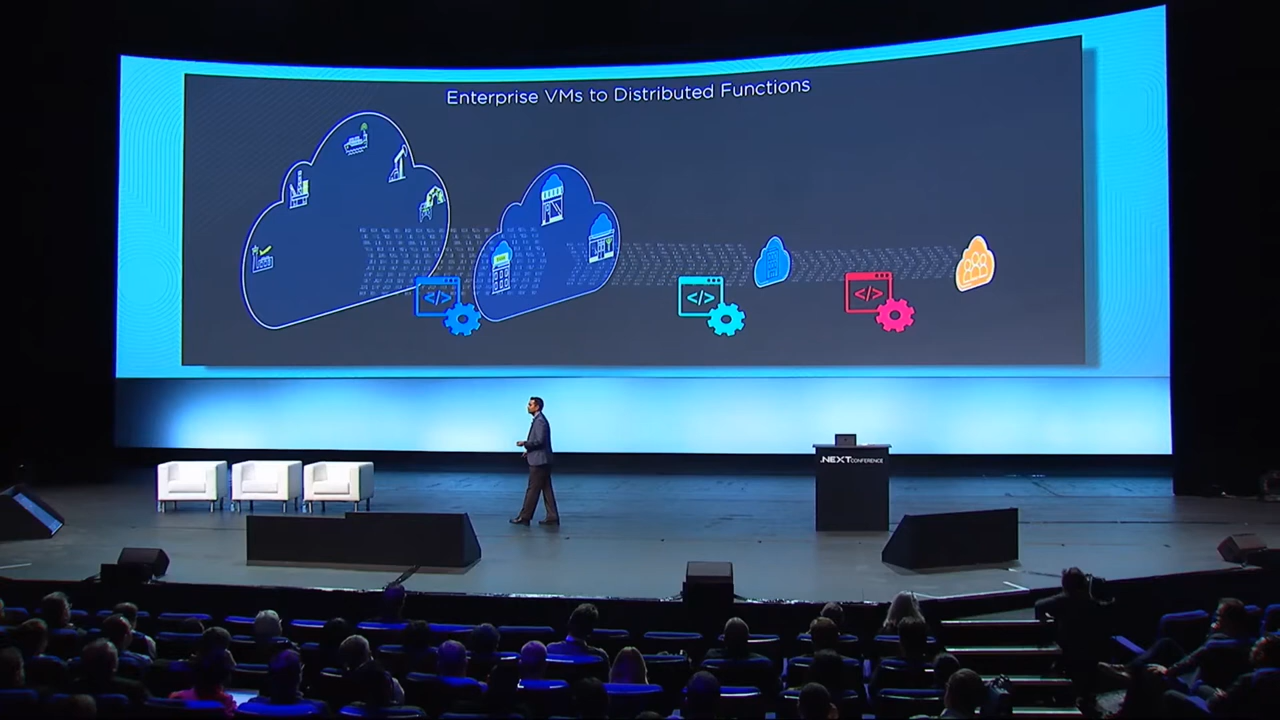 Enterprise VMs to Distributed Functions
</>
</>
</>
.NEXT CONFERENCE